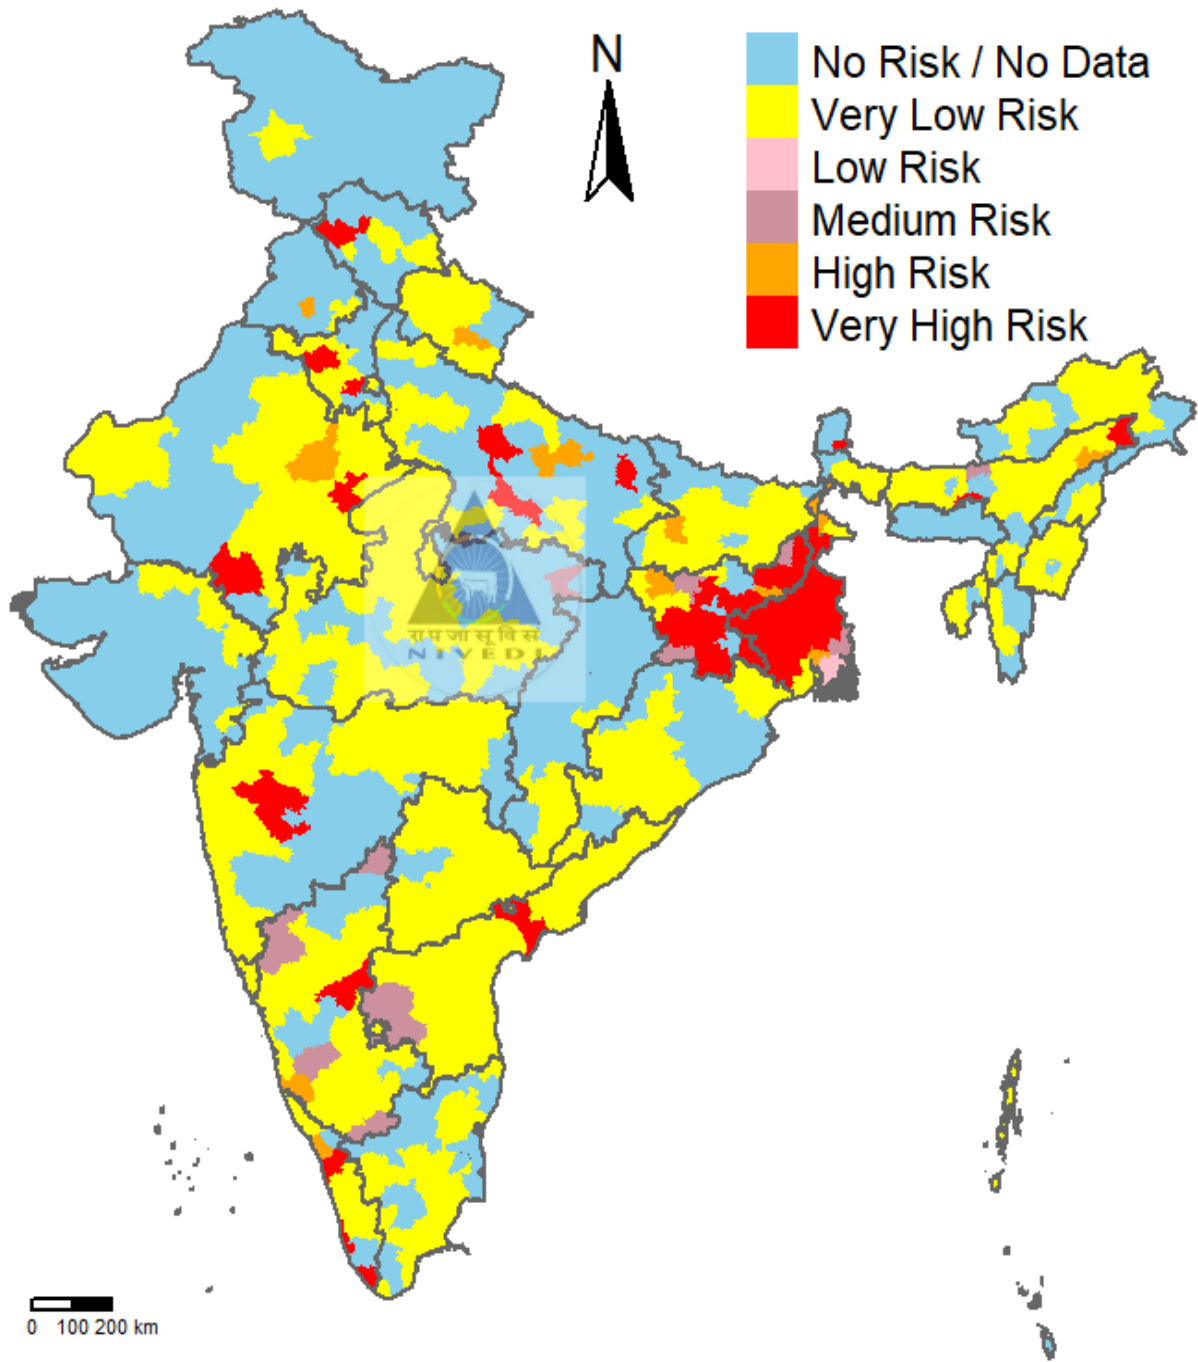 N
No Risk / No Data
Very Low Risk
Low Risk
Medium Risk
High Risk
Very High Risk
रा प जा सू वि सं
NIVEDI
0 100 200 km